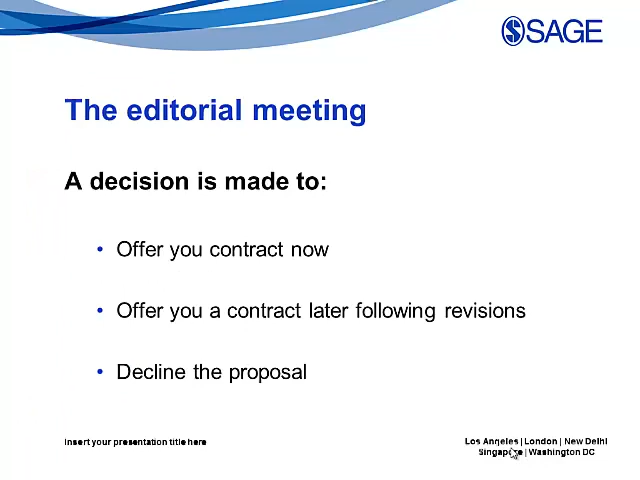 SAGE
The editorial meeting
A decision is made to:
• Offer you contract now
• Offer you a contract later following revisions
• Decline the proposal
Insert your presentation title here
Los Angeles | London | New Delhi
Singapore | Washington DC